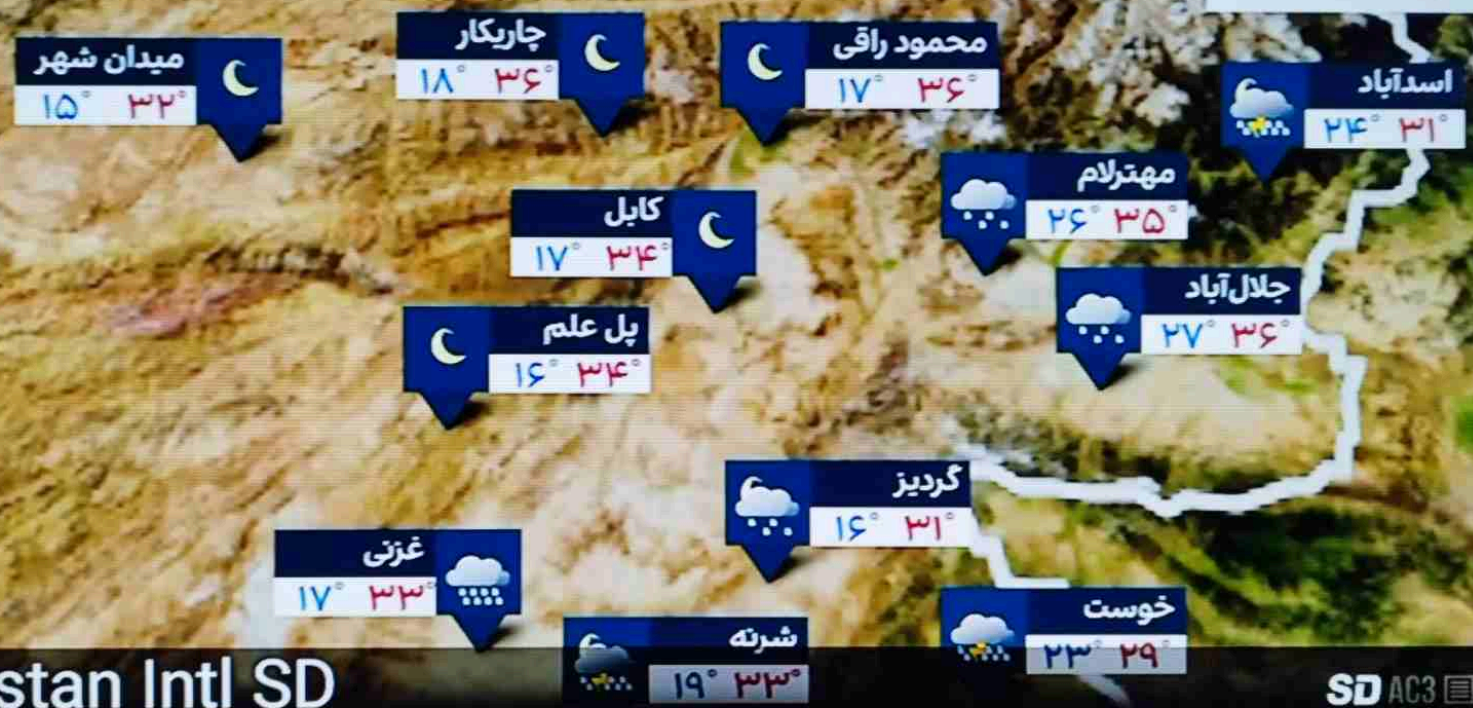 میدان شهر
۱۵° ۳۲°
چاریکار
۱۸° ۳۶°
محمود راقی
۱۷° ۳۶°
اسدآباد
۲۴° ۳۱°
مهترلام
۲۶° ۳۵°
کابل
۱۷° ۳۴°
جلال‌آباد
۲۷° ۳۶°
پل علم
۱۶° ۳۴°
گردیز
۱۶° ۳۱°
غزنی
۱۷° ۳۳°
خوست
۲۳° ۲۹°
شرنه
۱۹° ۳۳°
stan Intl SD
SD AC3